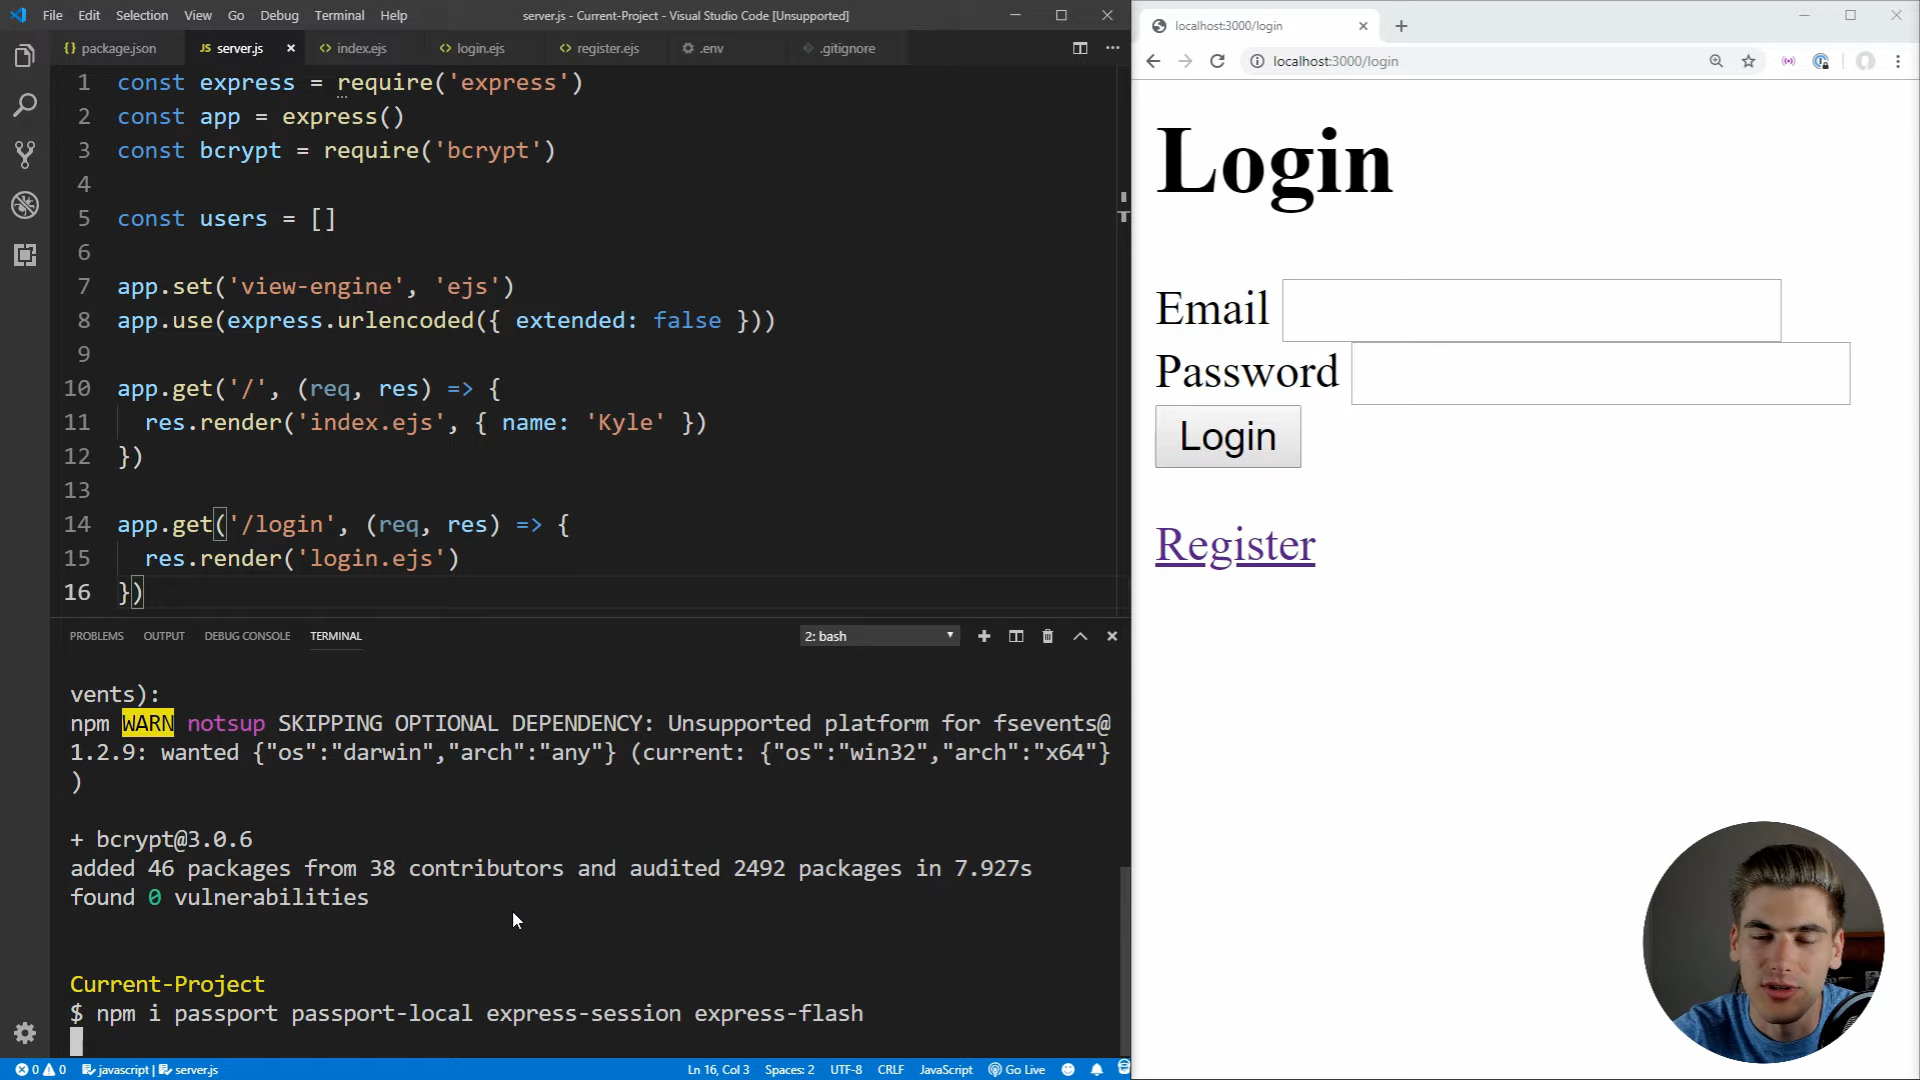 File Edit Selection View Go Debug Terminal Help
server.js - Current-Project - Visual Studio Code [Unsupported]
{} package.json
JS server.js ×
<> index.ejs
<> login.ejs
<> register.ejs
.env
.gitignore
1 const express = require('express')
2 const app = express()
3 const bcrypt = require('bcrypt')
4
5 const users = []
6
7 app.set('view-engine', 'ejs')
8 app.use(express.urlencoded({ extended: false }))
9
10 app.get('/', (req, res) => {
11 res.render('index.ejs', { name: 'Kyle' })
12 })
13
14 app.get('/login', (req, res) => {
15 res.render('login.ejs')
16 })
PROBLEMS OUTPUT DEBUG CONSOLE TERMINAL
2: bash
vents):
npm WARN notsup SKIPPING OPTIONAL DEPENDENCY: Unsupported platform for fsevents@
1.2.9: wanted {"os":"darwin","arch":"any"} (current: {"os":"win32","arch":"x64"}
)
+ bcrypt@3.0.6
added 46 packages from 38 contributors and audited 2492 packages in 7.927s
found 0 vulnerabilities
Current-Project
$ npm i passport passport-local express-session express-flash
0 0 javascript | server.js
Ln 16, Col 3 Spaces: 2 UTF-8 CRLF JavaScript Go Live
localhost:3000/login
localhost:3000/login
Login
Email
Password
Login
Register